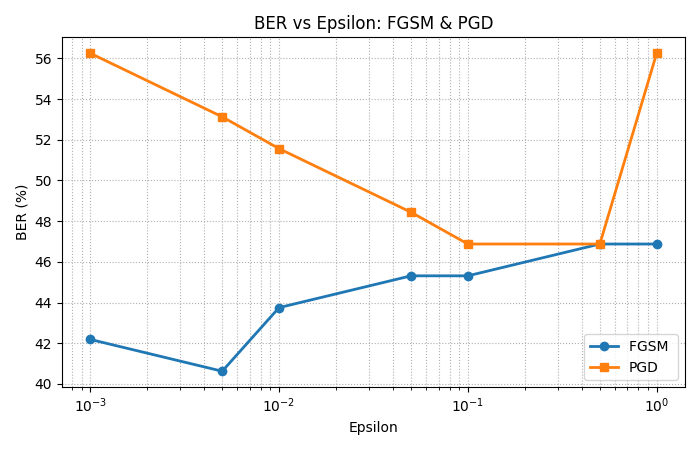 BER vs Epsilon: FGSM & PGD
BER (%)
56
54
52
50
48
46
44
42
40
10⁻³
10⁻²
10⁻¹
10⁰
Epsilon
FGSM
PGD